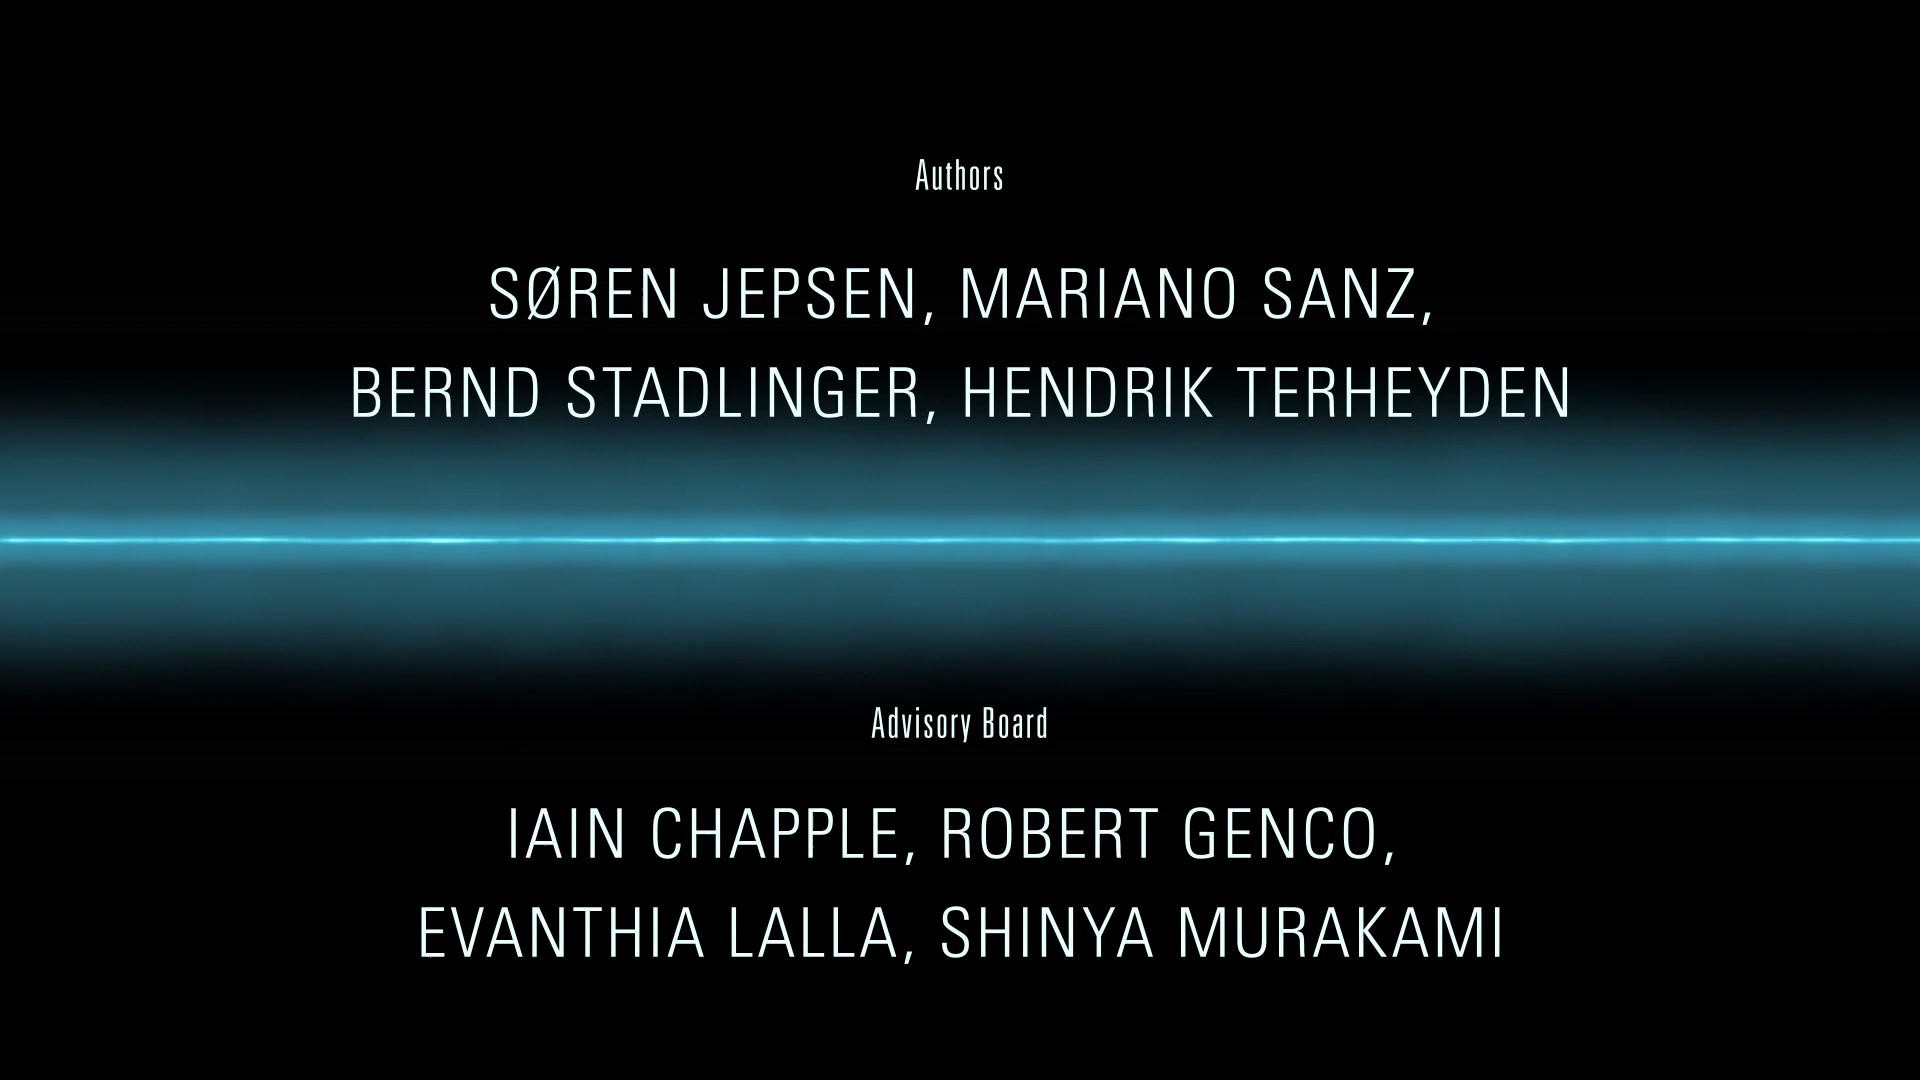 Authors
SØREN JEPSEN, MARIANO SANZ,
BERND STADLINGER, HENDRIK TERHEYDEN
Advisory Board
IAIN CHAPPLE, ROBERT GENCO,
EVANTHIA LALLA, SHINYA MURAKAMI